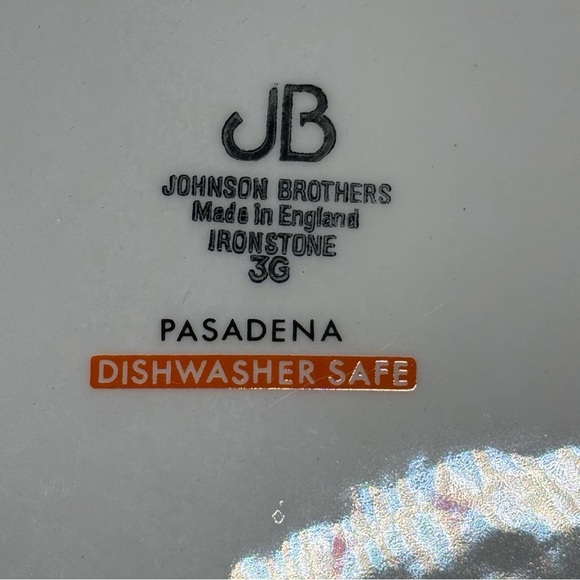 JB
JOHNSON BROTHERS
Made in England
IRONSTONE
3G
PASADENA
DISHWASHER SAFE